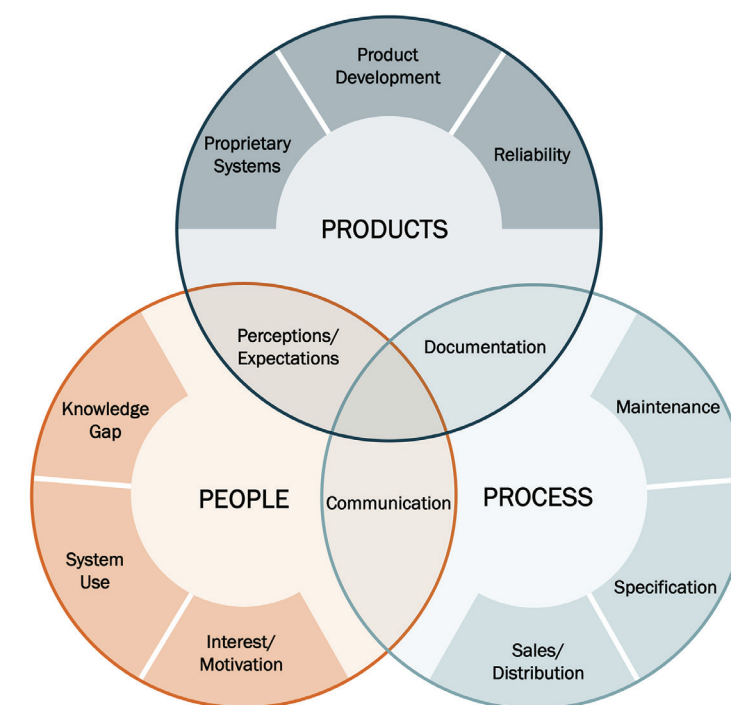 Product
Development
Proprietary
Systems
Reliability
PRODUCTS
Perceptions/
Expectations
Documentation
Knowledge
Gap
Maintenance
PEOPLE
Communication
PROCESS
System
Use
Specification
Interest/
Motivation
Sales/
Distribution